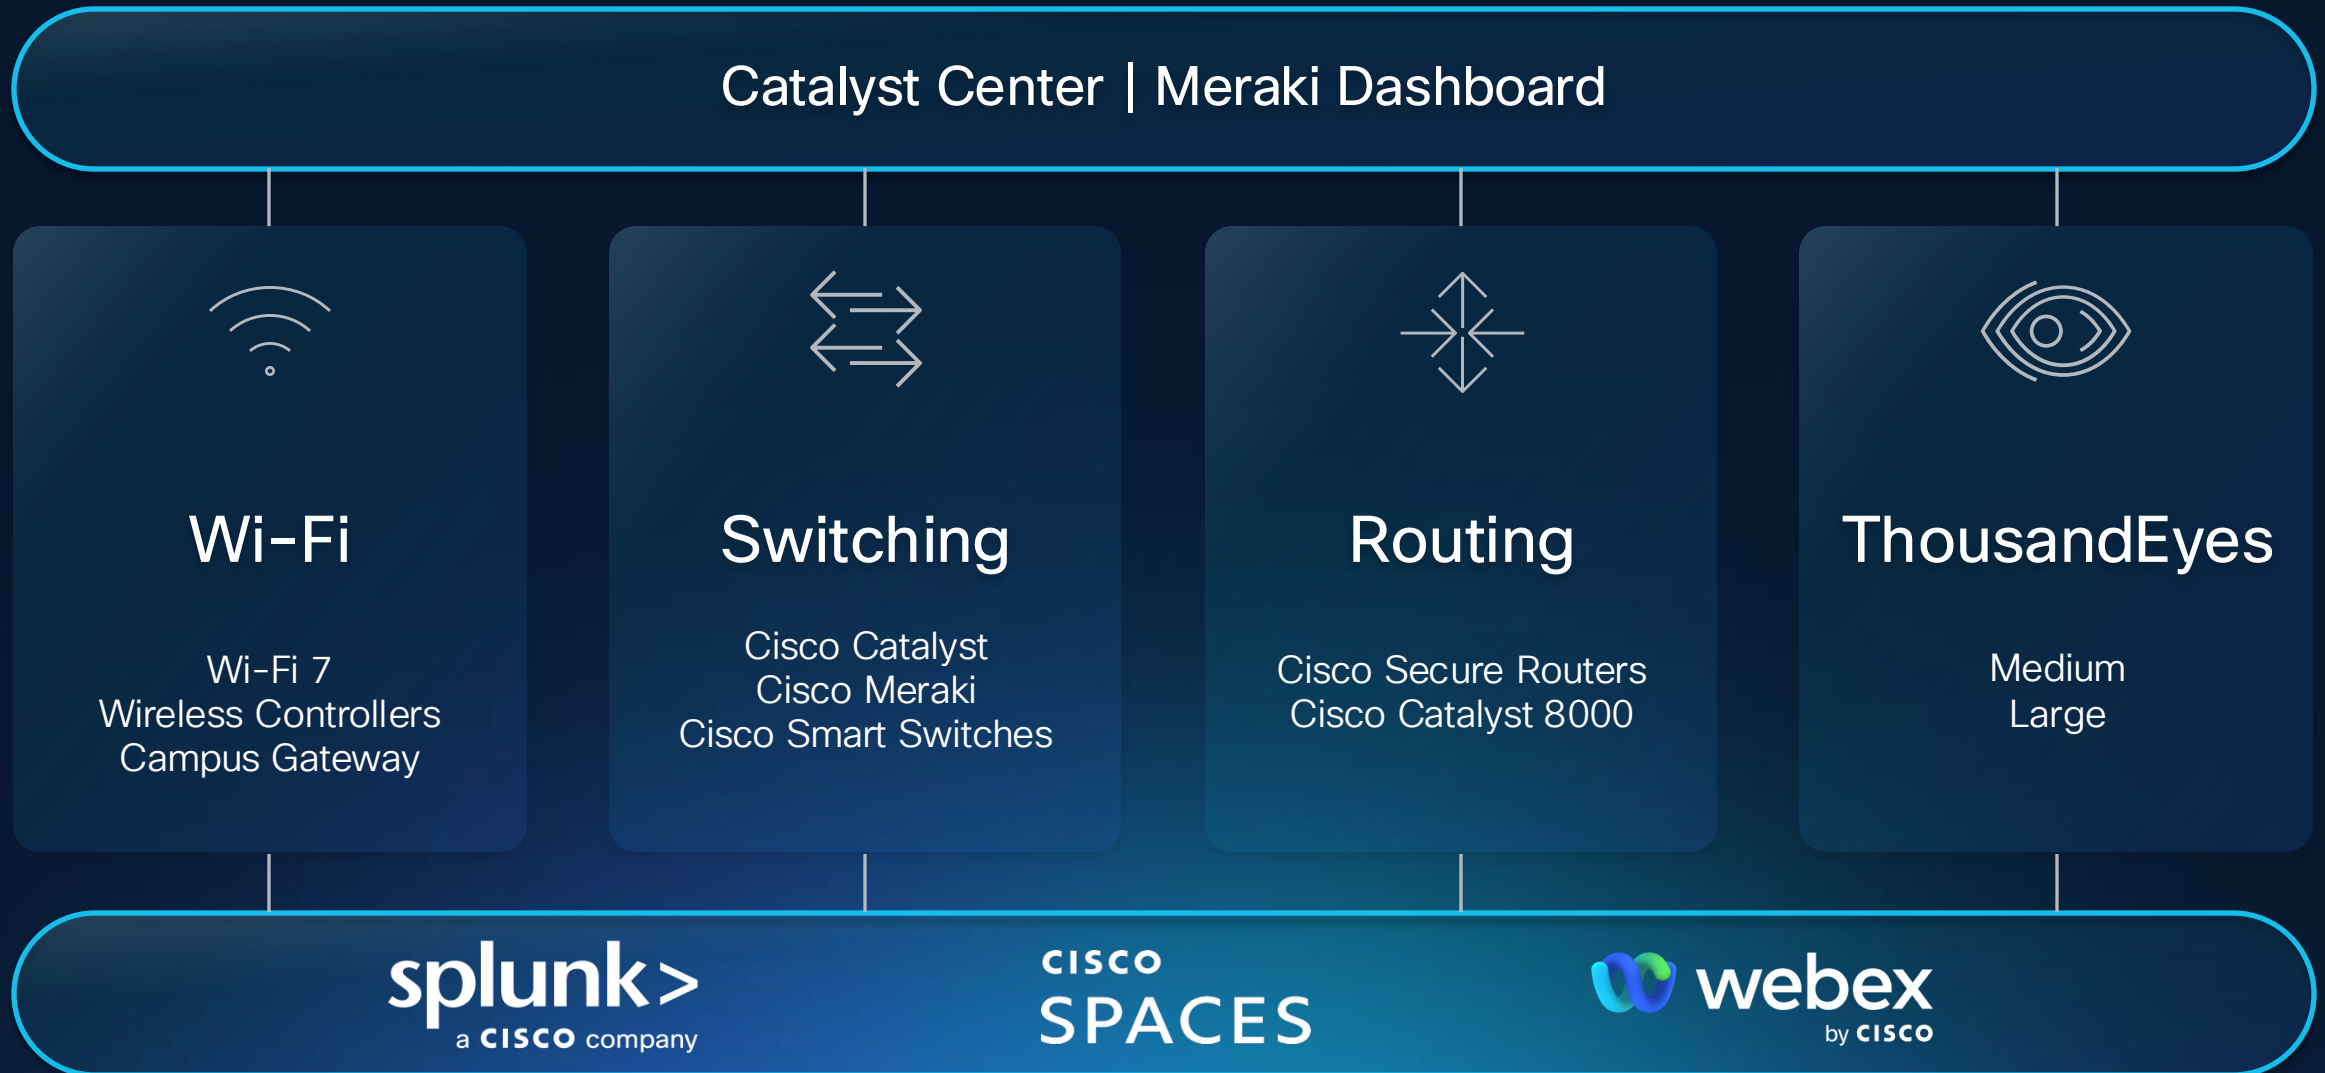 Catalyst Center | Meraki Dashboard
Wi-Fi
Wi-Fi 7
Wireless Controllers
Campus Gateway
Switching
Cisco Catalyst
Cisco Meraki
Cisco Smart Switches
Routing
Cisco Secure Routers
Cisco Catalyst 8000
ThousandEyes
Medium
Large
splunk>
a CISCO company
CISCO
SPACES
webex
by CISCO